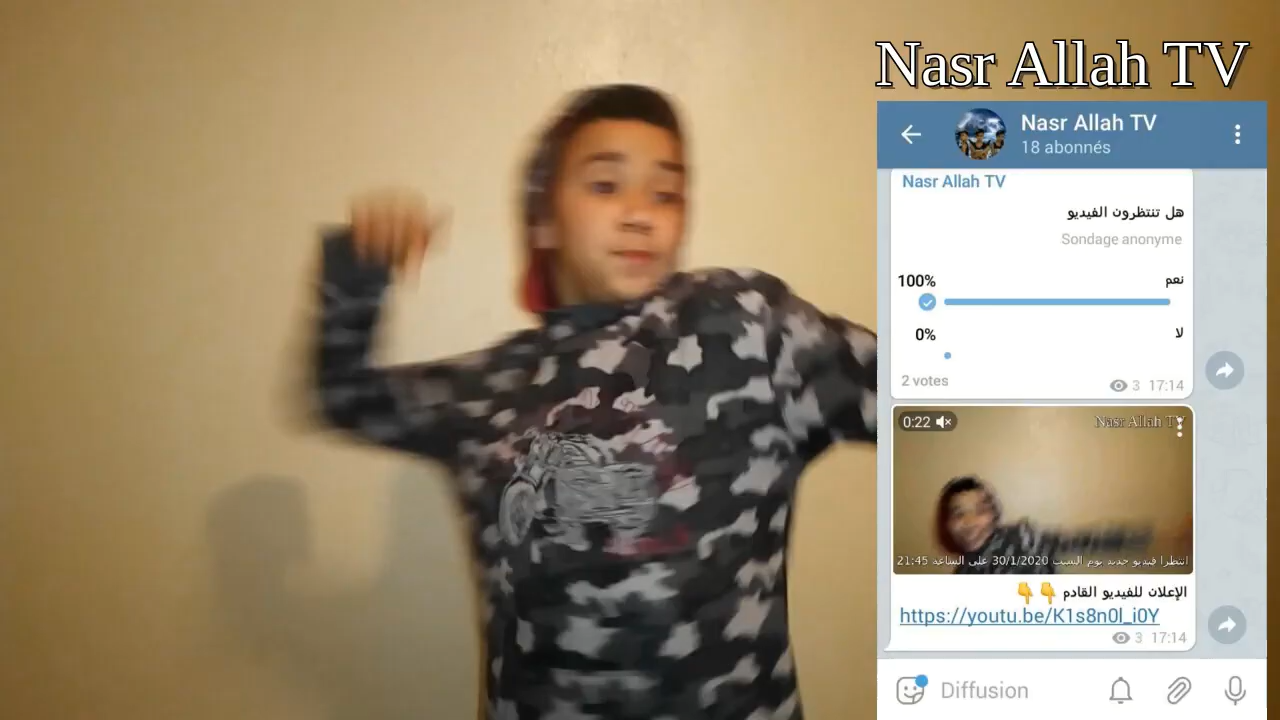 Nasr Allah TV
Nasr Allah TV
18 abonnés
Nasr Allah TV
هل تنتظرون الفيديو
Sondage anonyme
100%
نعم
0%
لا
2 votes
3 17:14
0:22
Nasr Allah TV
انتظرا فيديو جديد يوم السبت 30/1/2020 على الساعة 21:45
الإعلان للفيديو القادم 👇👇
https://youtu.be/K1s8n0l_i0Y
3 17:14
Diffusion